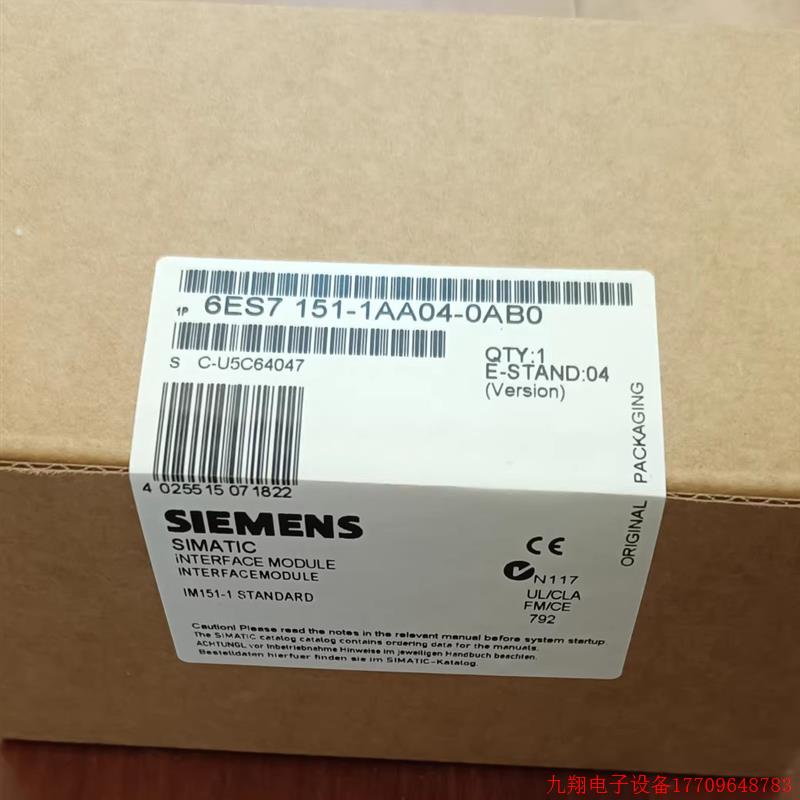 1P 6ES7 151-1AA04-0AB0
S C-U5C64047
QTY:1
E-STAND:04
(Version)
4 025515 071822
SIEMENS
SIMATIC
iNTERFACE MODULE
INTERFACEMODULE
IM151-1 STANDARD
CE
N117
UL/CLA
FM/CE
792
ORIGINAL PACKAGING
Caution! Please read the notes in the relevant manual before system startup
The SIMATIC catalog catalog contains ordering data for the manuals.
ACHTUNGL vor Inbetriebnahme Hinweise im jeweiligen Handbuch beachten.
Bestelldaten hierfuer finden sie im SIMATIC-Katalog.
九翔电子设备17709648783